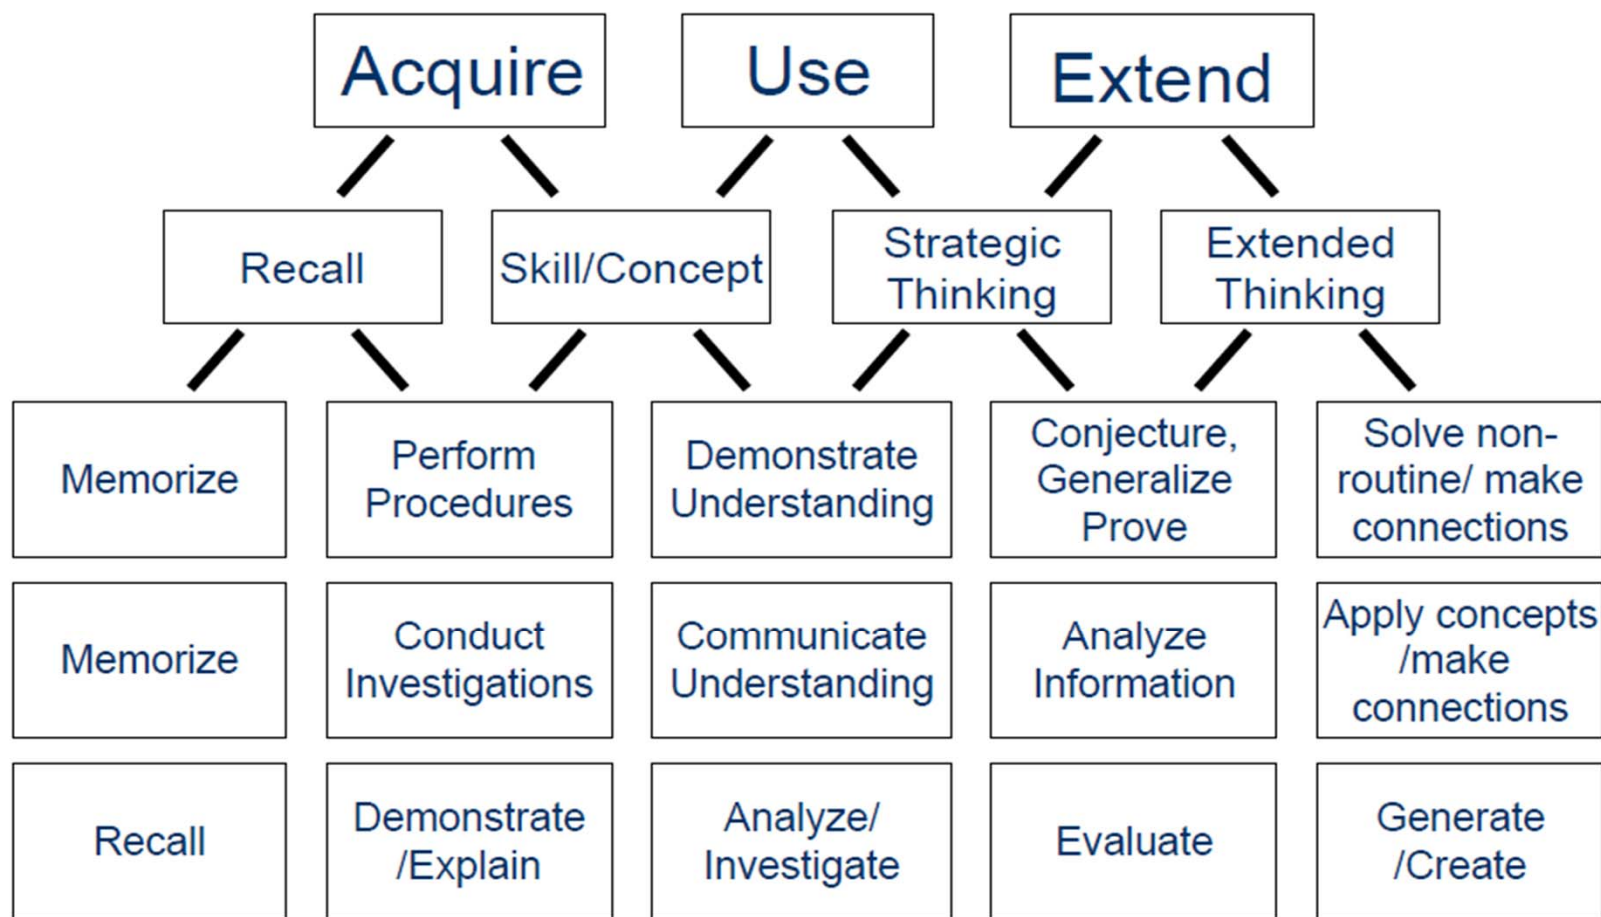 Acquire
Use
Extend
Recall
Skill/Concept
Strategic
Thinking
Extended
Thinking
Memorize
Perform
Procedures
Demonstrate
Understanding
Conjecture,
Generalize
Prove
Solve non-
routine/ make
connections
Memorize
Conduct
Investigations
Communicate
Understanding
Analyze
Information
Apply concepts
/make
connections
Recall
Demonstrate
/Explain
Analyze/
Investigate
Evaluate
Generate
/Create